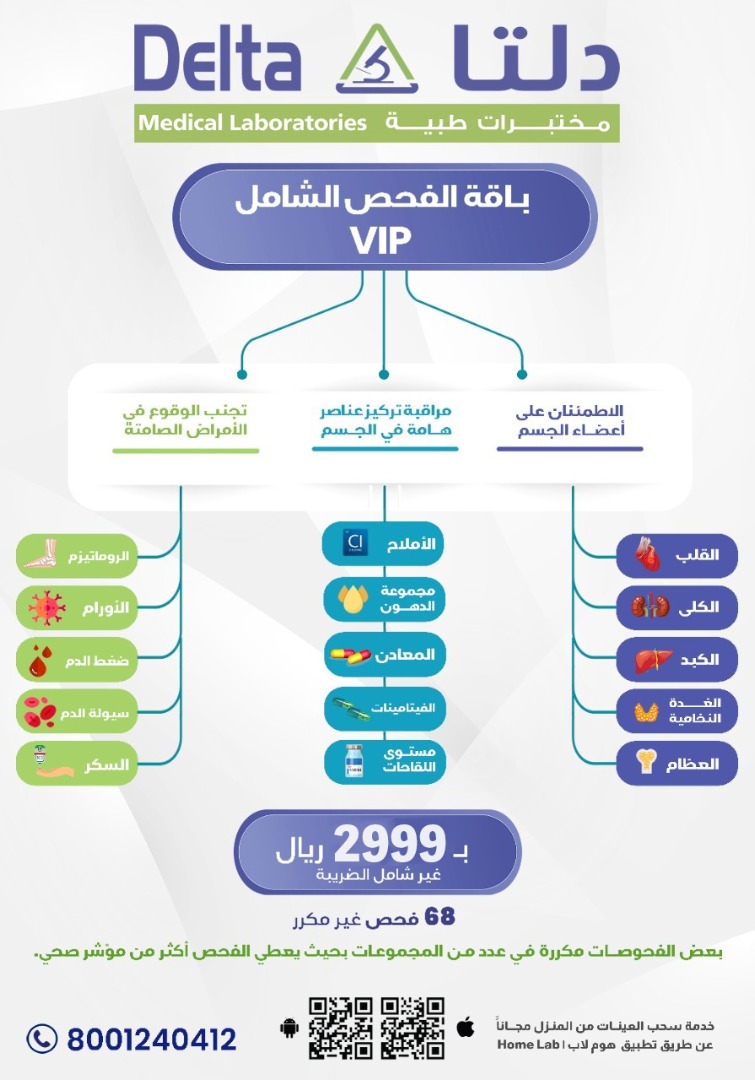 Delta دلتا
Medical Laboratories مختبرات طبية
باقة الفحص الشامل
VIP
الاطمئنان على
أعضاء الجسم
مراقبة تركيز عناصر
هامة في الجسم
تجنب الوقوع في
الأمراض الصامتة
القلب
الكلى
الكبد
الغدة
النخامية
العظام
الأملاح
Cl
مجموعة
الدهون
المعادن
الفيتامينات
مستوى
اللقاحات
الروماتيزم
الأورام
ضغط الدم
سيولة الدم
السكر
بـ 2999 ريال
غير شامل الضريبة
68 فحص غير مكرر
بعض الفحوصات مكررة في عدد من المجموعات بحيث يعطي الفحص أكثر من مؤشر صحي.
خدمة سحب العينات من المنزل مجاناً
عن طريق تطبيق هوم لاب | Home Lab
8001240412